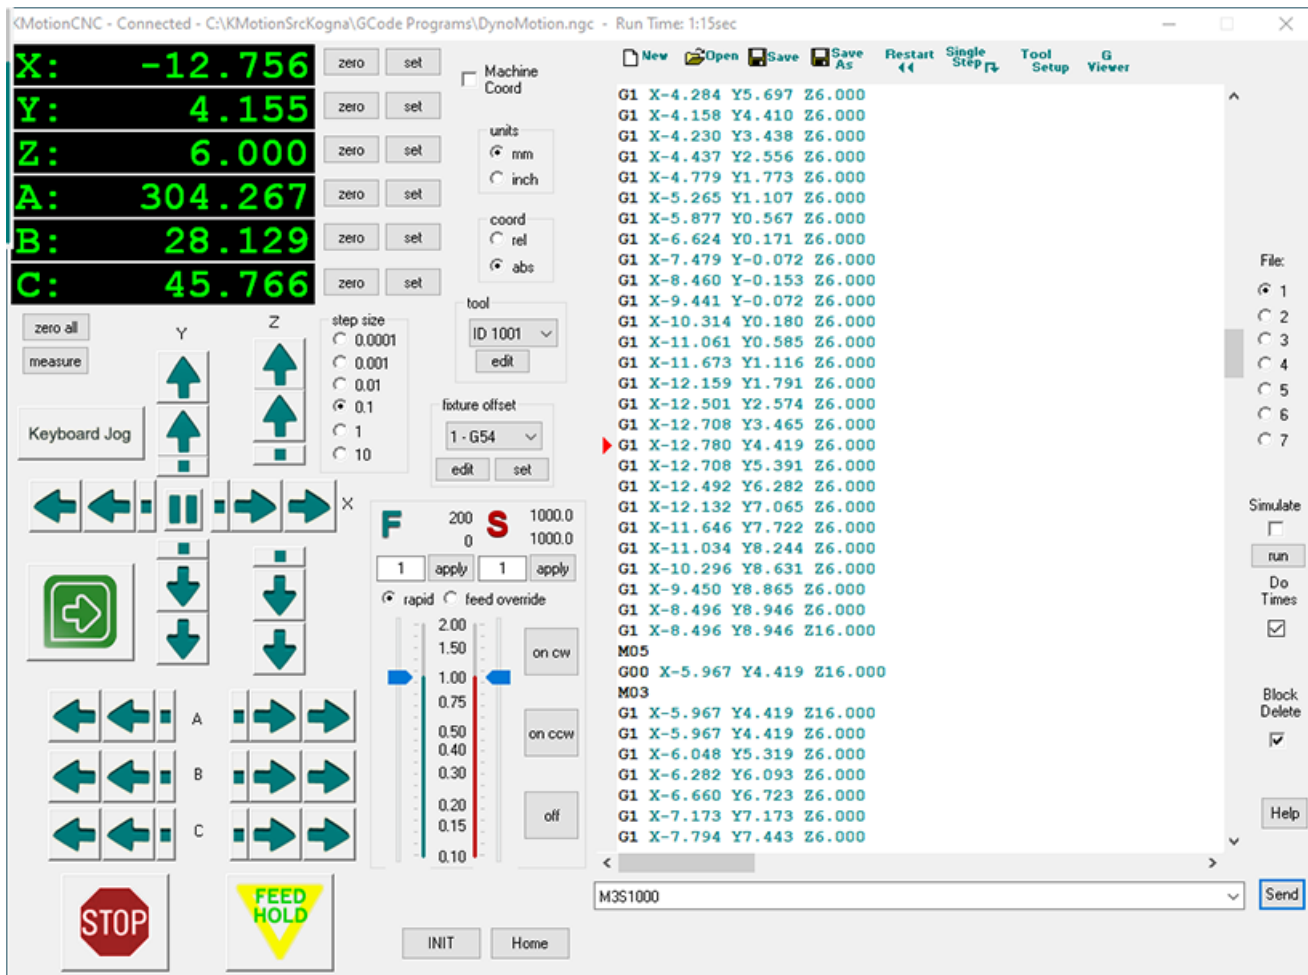 KMotionCNC - Connected - C:\KMotionSrcKogna\GCode Programs\DynoMotion.ngc - Run Time: 1:15sec
X: -12.756 zero set
Y: 4.155 zero set
Z: 6.000 zero set
A: 304.267 zero set
B: 28.129 zero set
C: 45.766 zero set
Machine
Coord
units
mm
inch
coord
rel
abs
tool
ID 1001
edit
fixture offset
1 - G54
edit set
zero all
measure
Keyboard Jog
Y
Z
X
step size
0.0001
0.001
0.01
0.1
1
10
F 200 S 1000.0
0 1000.0
1 apply 1 apply
rapid feed override
2.00
1.50
1.00
0.75
0.50
0.40
0.30
0.20
0.15
0.10
on cw
on ccw
off
A
B
C
STOP
FEED
HOLD
INIT Home
New Open Save Save As Restart Single Step Tool Setup G Viewer
G1 X-4.284 Y5.697 Z6.000
G1 X-4.158 Y4.410 Z6.000
G1 X-4.230 Y3.438 Z6.000
G1 X-4.437 Y2.556 Z6.000
G1 X-4.779 Y1.773 Z6.000
G1 X-5.265 Y1.107 Z6.000
G1 X-5.877 Y0.567 Z6.000
G1 X-6.624 Y0.171 Z6.000
G1 X-7.479 Y-0.072 Z6.000
G1 X-8.460 Y-0.153 Z6.000
G1 X-9.441 Y-0.072 Z6.000
G1 X-10.314 Y0.180 Z6.000
G1 X-11.061 Y0.585 Z6.000
G1 X-11.673 Y1.116 Z6.000
G1 X-12.159 Y1.791 Z6.000
G1 X-12.501 Y2.574 Z6.000
G1 X-12.708 Y3.465 Z6.000
G1 X-12.780 Y4.419 Z6.000
G1 X-12.708 Y5.391 Z6.000
G1 X-12.492 Y6.282 Z6.000
G1 X-12.132 Y7.065 Z6.000
G1 X-11.646 Y7.722 Z6.000
G1 X-11.034 Y8.244 Z6.000
G1 X-10.296 Y8.631 Z6.000
G1 X-9.450 Y8.865 Z6.000
G1 X-8.496 Y8.946 Z6.000
G1 X-8.496 Y8.946 Z16.000
M05
G00 X-5.967 Y4.419 Z16.000
M03
G1 X-5.967 Y4.419 Z16.000
G1 X-5.967 Y4.419 Z6.000
G1 X-6.048 Y5.319 Z6.000
G1 X-6.282 Y6.093 Z6.000
G1 X-6.660 Y6.723 Z6.000
G1 X-7.173 Y7.173 Z6.000
G1 X-7.794 Y7.443 Z6.000
M3S1000 Send
File:
1
2
3
4
5
6
7
Simulate
run
Do
Times
Block
Delete
Help